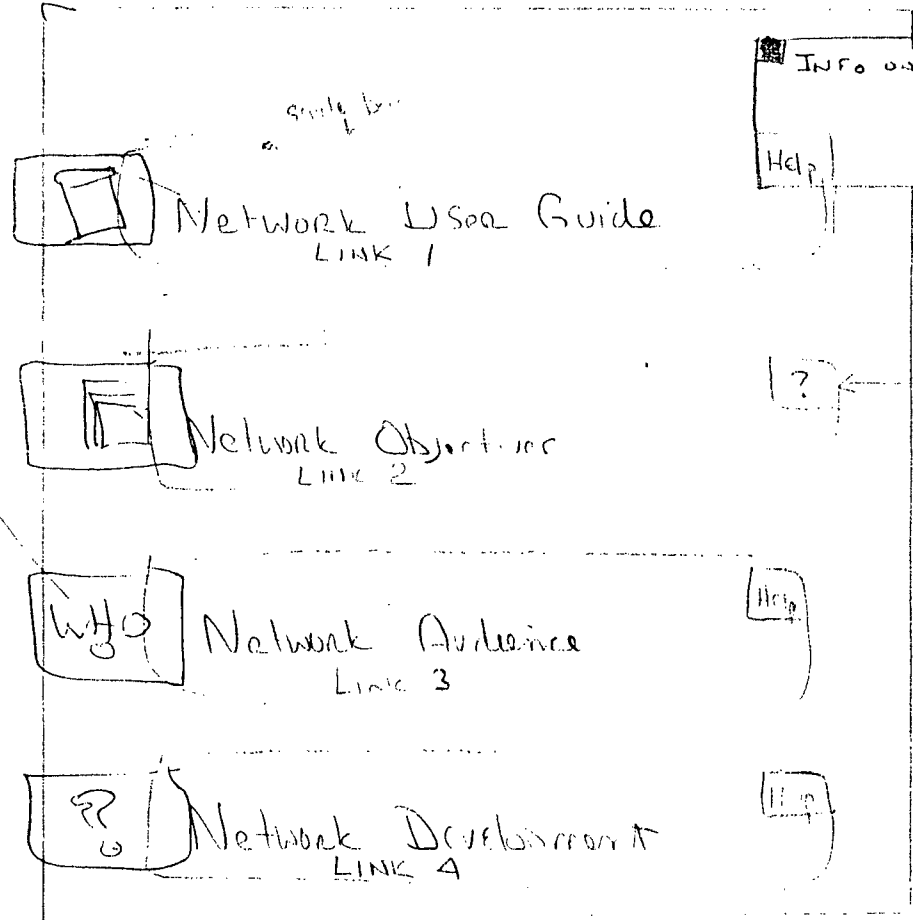 INFO
Help
Network User Guide
LINK 1
?
Network Objectives
LINK 2
WHO
Help
Network Audience
LINK 3
?
Help
Network Development
LINK 4